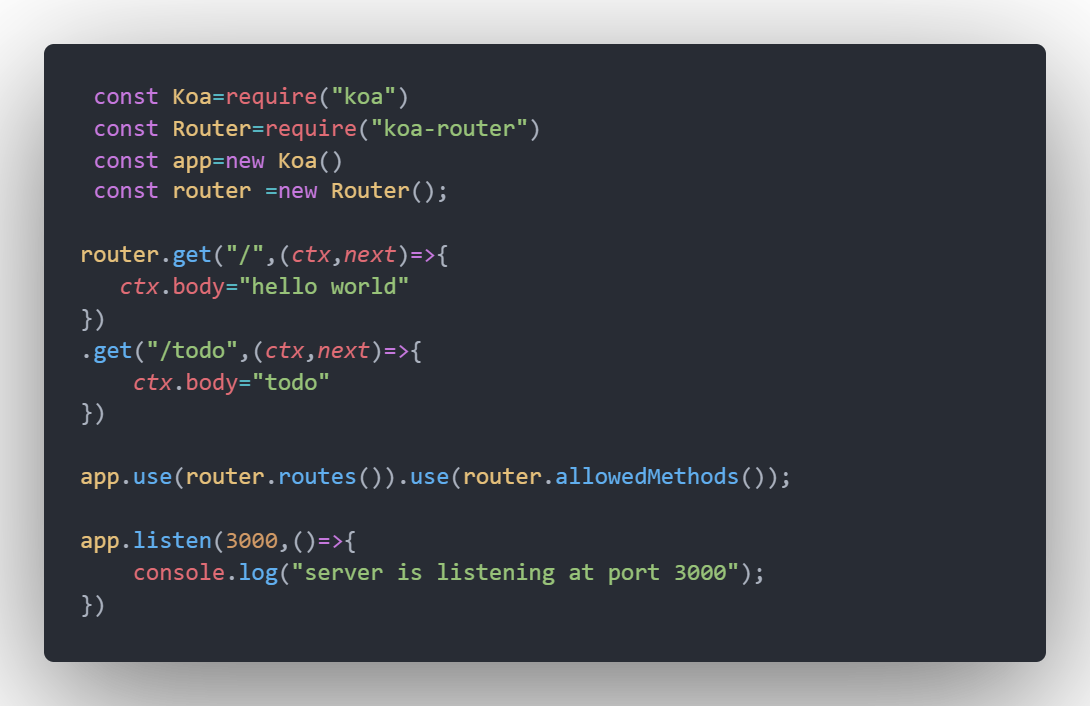 const Koa=require("koa")
const Router=require("koa-router")
const app=new Koa()
const router =new Router();
router.get("/",(ctx,next)=>{
ctx.body="hello world"
})
.get("/todo",(ctx,next)=>{
ctx.body="todo"
})
app.use(router.routes()).use(router.allowedMethods());
app.listen(3000,()=>{
console.log("server is listening at port 3000");
})